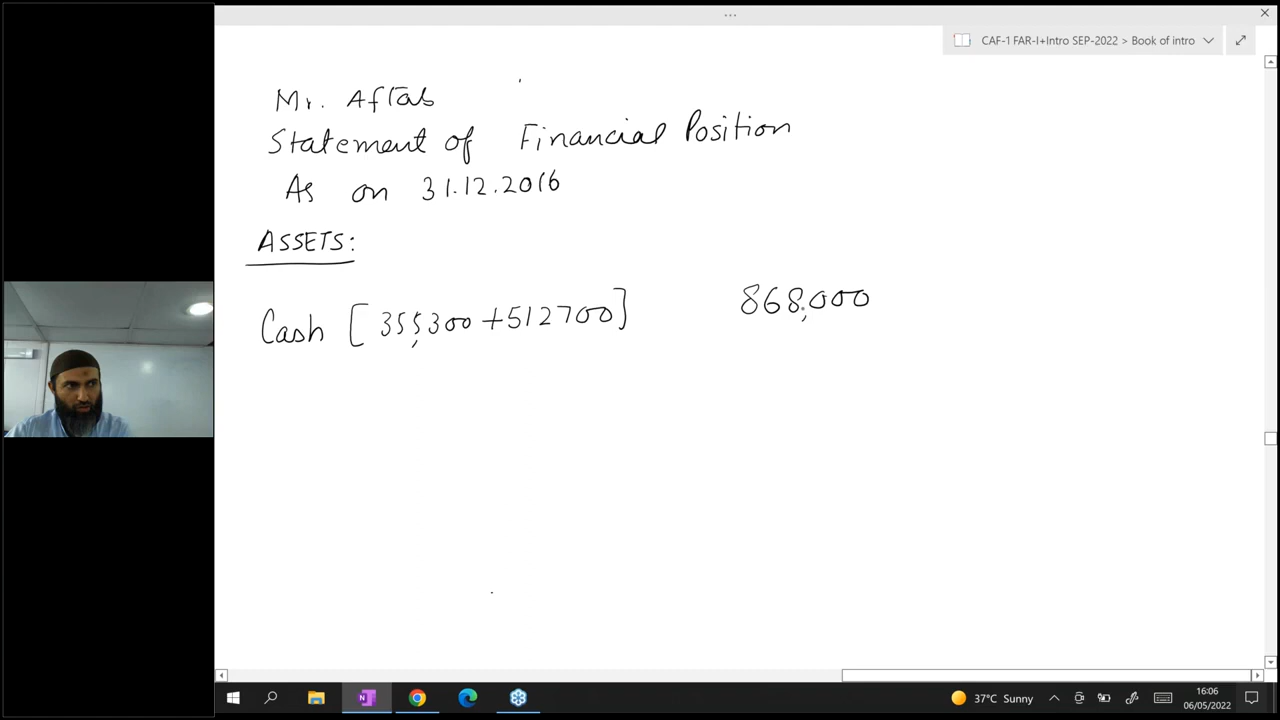 CAF-1 FAR-I+Intro SEP-2022 > Book of intro
Mr. Aftab
Statement of Financial Position
As on 31.12.2016
ASSETS:
Cash [355,300+512700] 868,000
37°C Sunny
16:06
06/05/2022